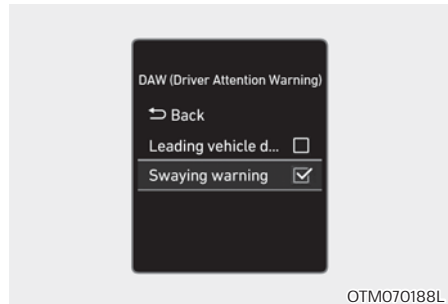 DAW (Driver Attention Warning)
Back
Leading vehicle d...
Swaying warning
OTM070188L